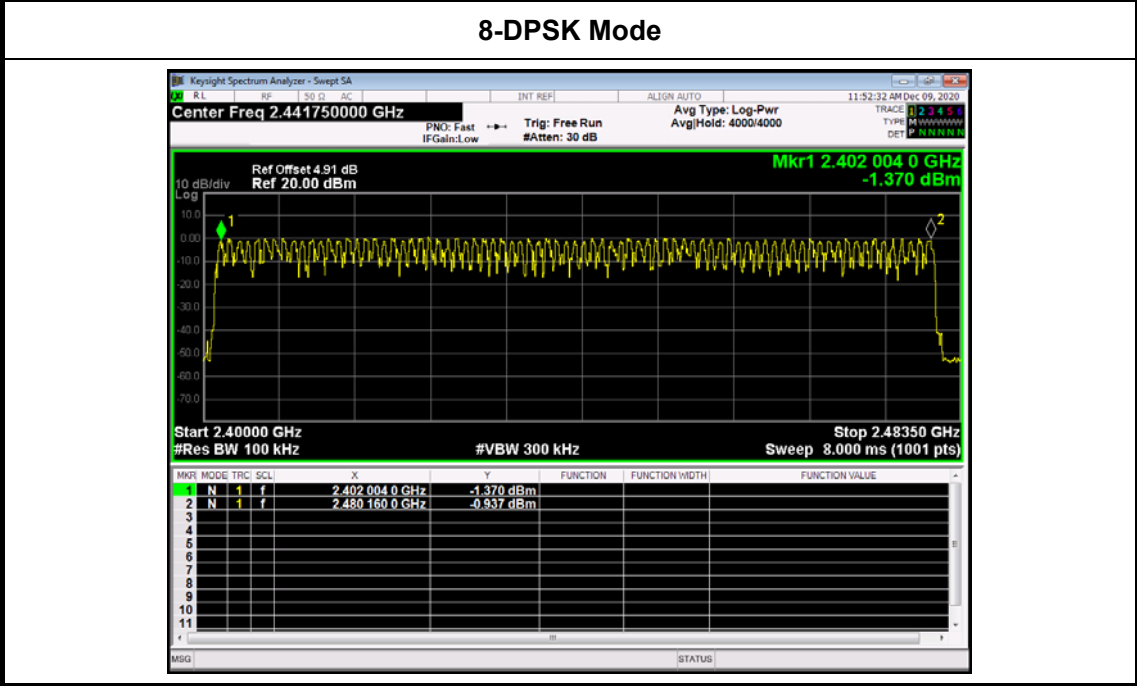 8-DPSK Mode
Keysight Spectrum Analyzer - Swept SA
RL RF 50 Ω AC INT REF ALIGN AUTO 11:52:32 AM Dec 09, 2020
Center Freq 2.441750000 GHz
PNO: Fast
IFGain:Low
Trig: Free Run
#Atten: 30 dB
Avg Type: Log-Pwr
Avg|Hold: 4000/4000
TRACE 1 2 3 4 5 6
TYPE M WWWWW
DET P N N N N N
Ref Offset 4.91 dB
10 dB/div Ref 20.00 dBm
Log
Mkr1 2.402 004 0 GHz
-1.370 dBm
10.0
0.00
-10.0
-20.0
-30.0
-40.0
-50.0
-60.0
-70.0
1
2
Start 2.40000 GHz Stop 2.48350 GHz
#Res BW 100 kHz #VBW 300 kHz Sweep 8.000 ms (1001 pts)
MKR MODE TRC SCL X Y FUNCTION FUNCTION WIDTH FUNCTION VALUE
1 N 1 f 2.402 004 0 GHz -1.370 dBm
2 N 1 f 2.480 160 0 GHz -0.937 dBm
3
4
5
6
7
8
9
10
11
MSG STATUS